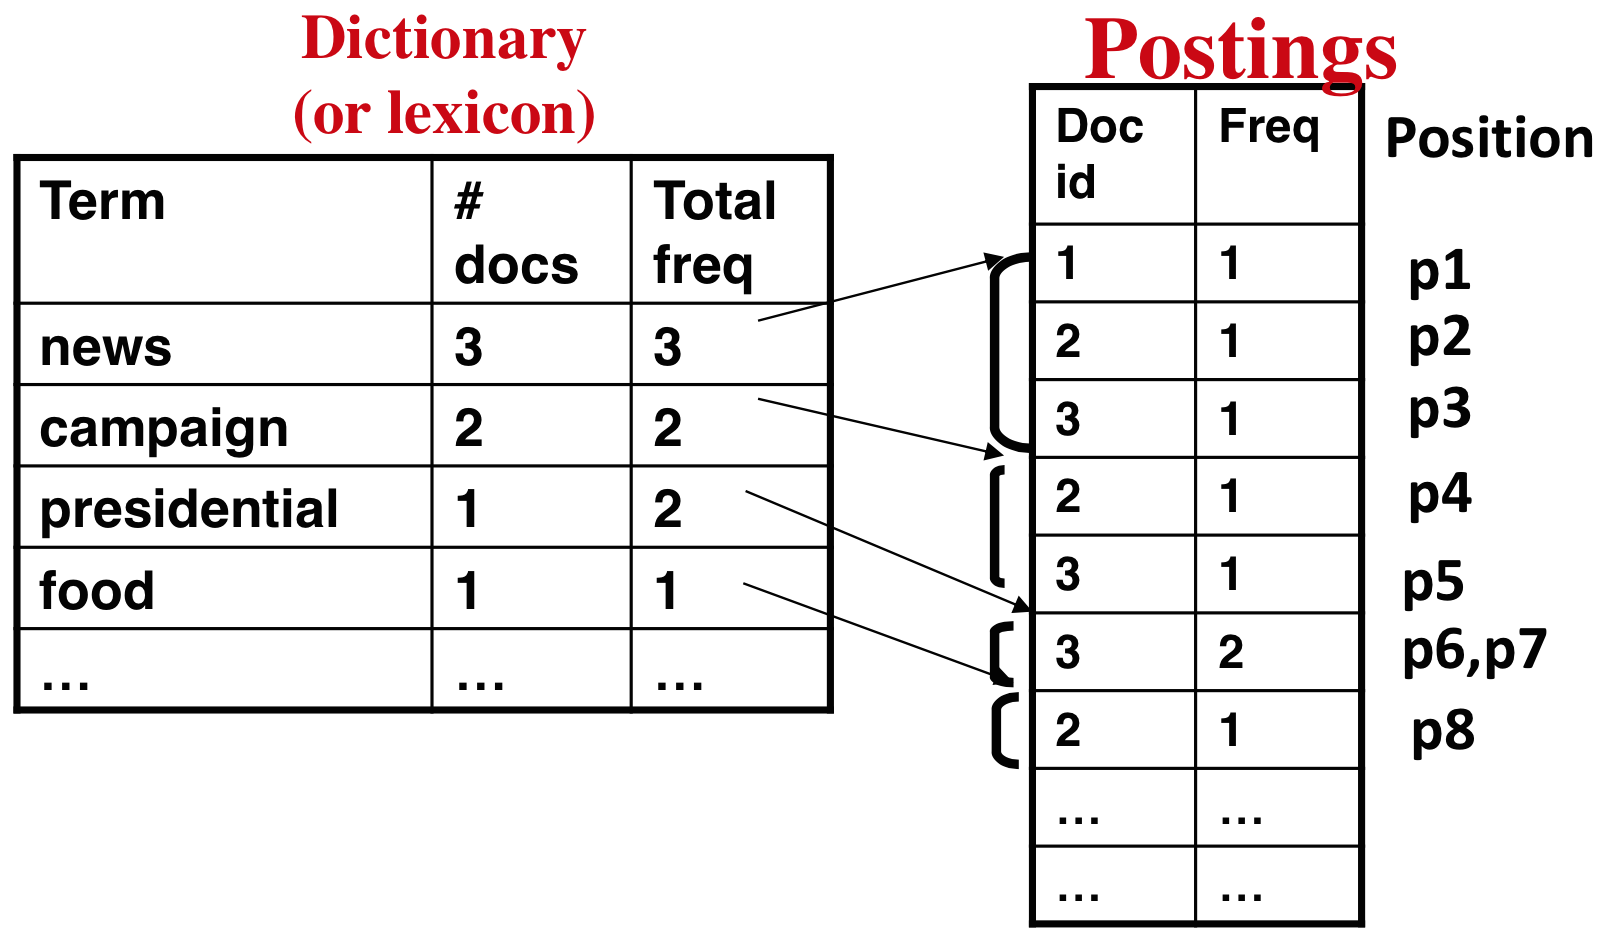 Dictionary
(or lexicon)
Term # docs Total freq
news 3 3
campaign 2 2
presidential 1 2
food 1 1
… … …
Postings
Doc id Freq Position
1 1 p1
2 1 p2
3 1 p3
2 1 p4
3 1 p5
3 2 p6,p7
2 1 p8
… …
… …